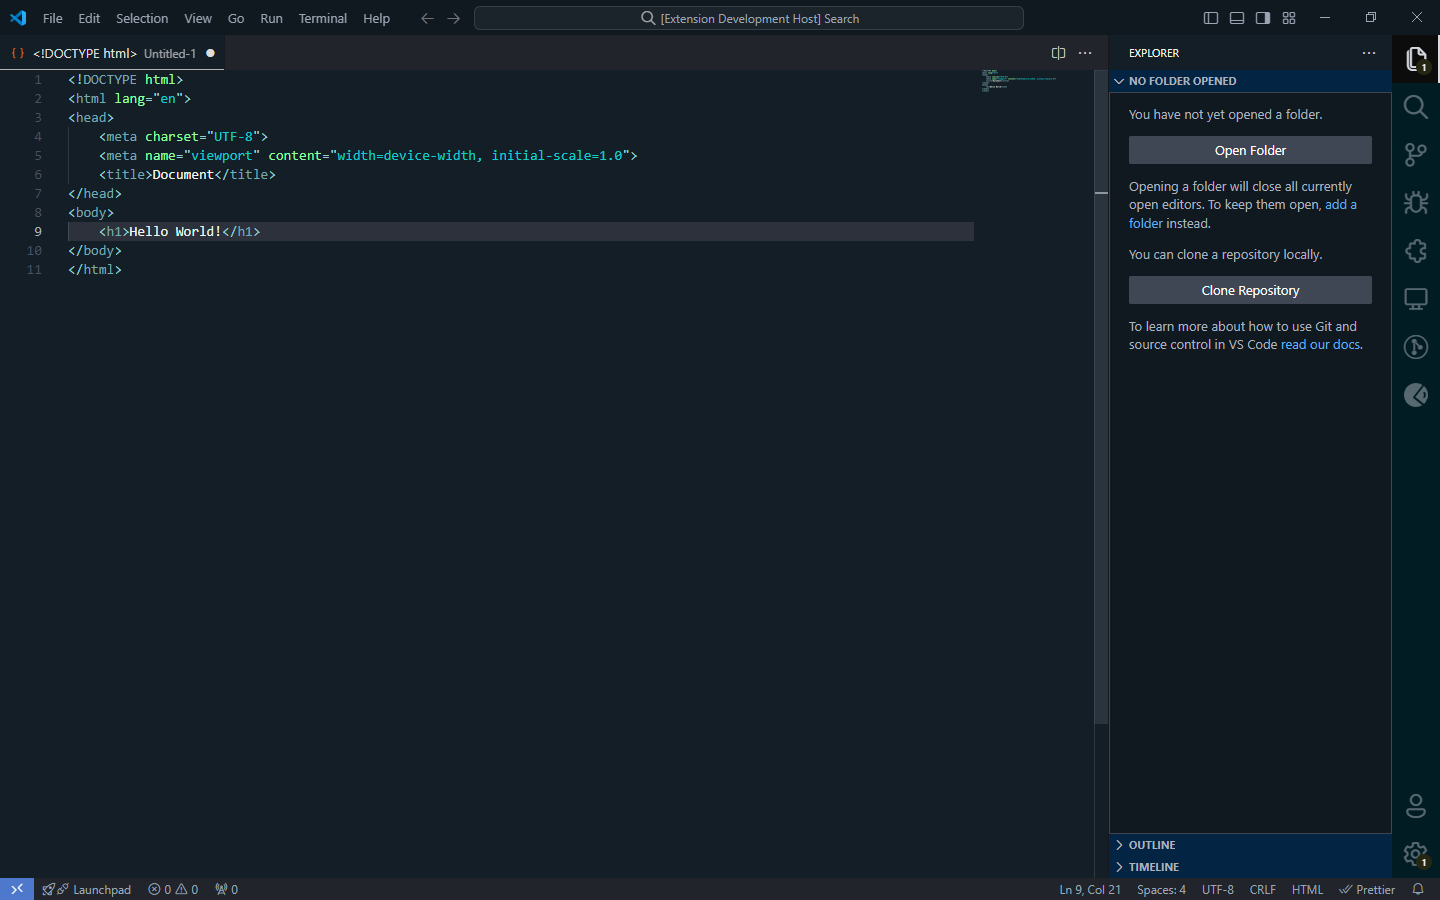 File Edit Selection View Go Run Terminal Help
[Extension Development Host] Search
<!DOCTYPE html> Untitled-1
1 <!DOCTYPE html>
2 <html lang="en">
3 <head>
4     <meta charset="UTF-8">
5     <meta name="viewport" content="width=device-width, initial-scale=1.0">
6     <title>Document</title>
7 </head>
8 <body>
9     <h1>Hello World!</h1>
10 </body>
11 </html>
EXPLORER
NO FOLDER OPENED
You have not yet opened a folder.
Open Folder
Opening a folder will close all currently
open editors. To keep them open, add a
folder instead.
You can clone a repository locally.
Clone Repository
To learn more about how to use Git and
source control in VS Code read our docs.
OUTLINE
TIMELINE
1
1
Launchpad 0 0 0
Ln 9, Col 21 Spaces: 4 UTF-8 CRLF HTML Prettier